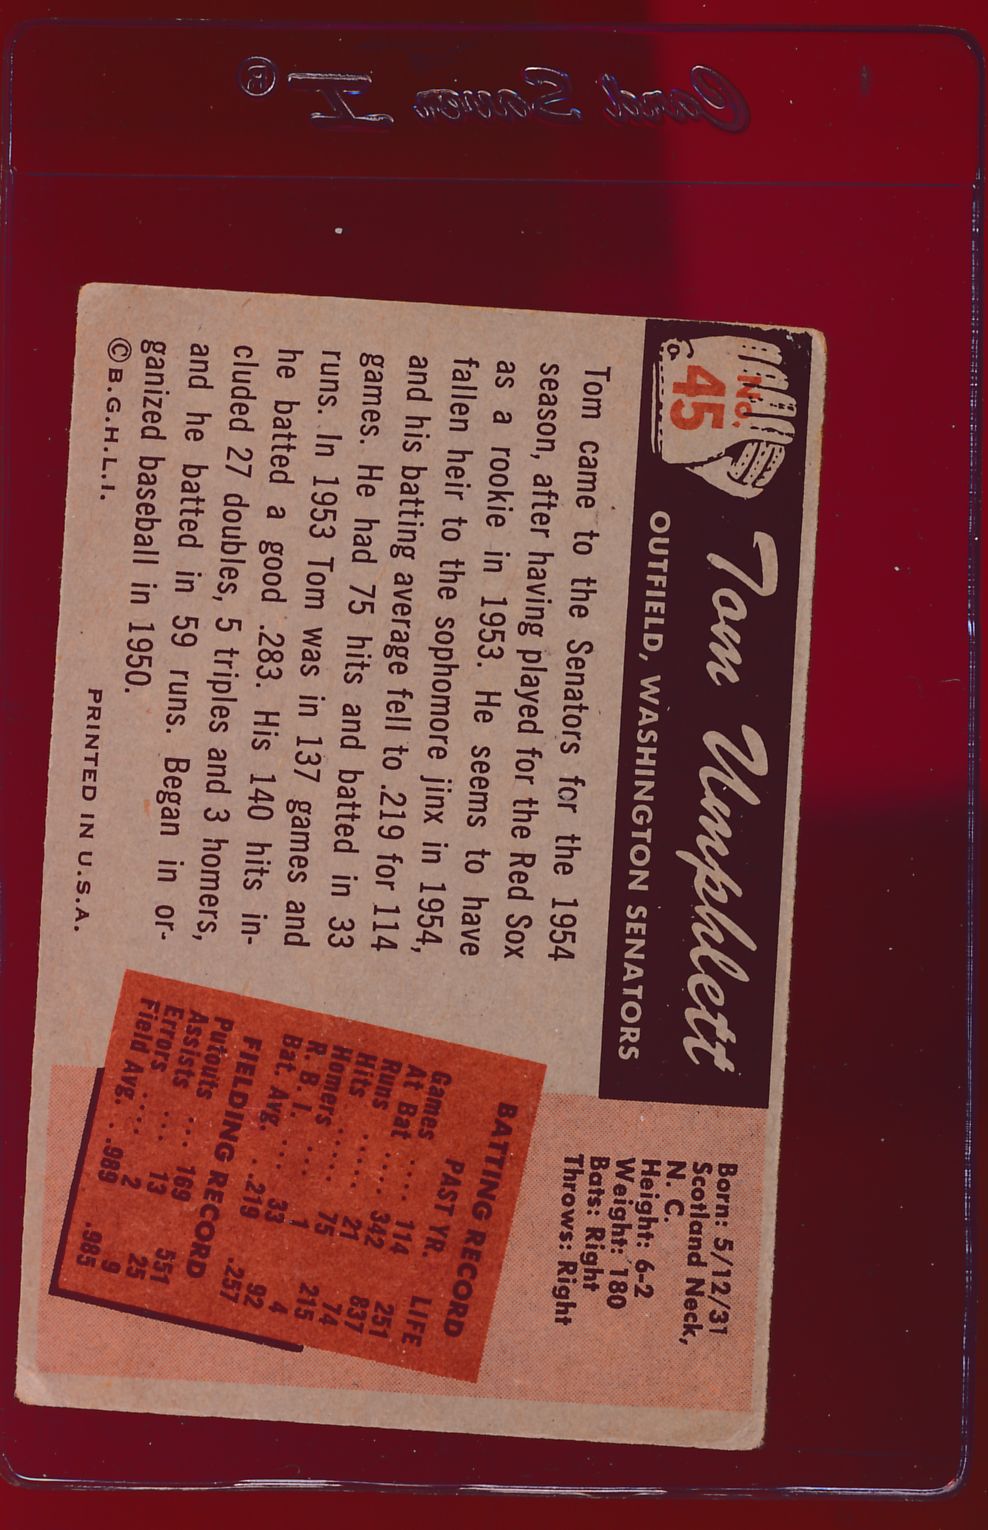 Card Saver I ®
No.
45
Tom Umphlett
OUTFIELD, WASHINGTON SENATORS
Tom came to the Senators for the 1954
season, after having played for the Red Sox
as a rookie in 1953. He seems to have
fallen heir to the sophomore jinx in 1954,
and his batting average fell to .219 for 114
games. He had 75 hits and batted in 33
runs. In 1953 Tom was in 137 games and
he batted a good .283. His 140 hits in-
cluded 27 doubles, 5 triples and 3 homers,
and he batted in 59 runs. Began in or-
ganized baseball in 1950.
© B.G.H.L.I.
PRINTED IN U.S.A.
Born: 5/12/31
Scotland Neck,
N. C.
Height: 6-2
Weight: 180
Bats: Right
Throws: Right
BATTING RECORD
PAST YR. LIFE
Games .... 114 251
At Bat .... 342 837
Runs ..... 21 74
Hits ..... 75 215
Homers .... 1 4
R. B. I. .... 33 92
Bat. Avg. .. .219 .257
FIELDING RECORD
Putouts ... 169 551
Assists .... 13 25
Errors .... 2 9
Field Avg. . .989 .985